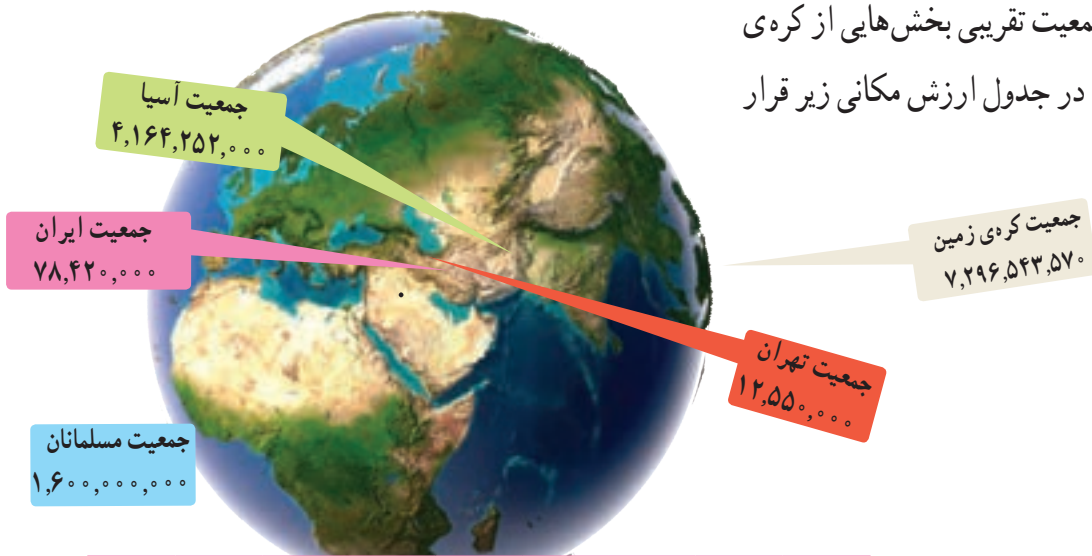 معیت تقریبی بخش‌هایی از کره‌ی
در جدول ارزش مکانی زیر قرار
جمعیت آسیا
۴,۱۶۴,۲۵۲,۰۰۰
جمعیت کره‌ی زمین
۷,۲۹۶,۵۴۳,۵۷۰
جمعیت ایران
۷۸,۴۲۰,۰۰۰
جمعیت تهران
۱۲,۵۵۰,۰۰۰
جمعیت مسلمانان
۱,۶۰۰,۰۰۰,۰۰۰